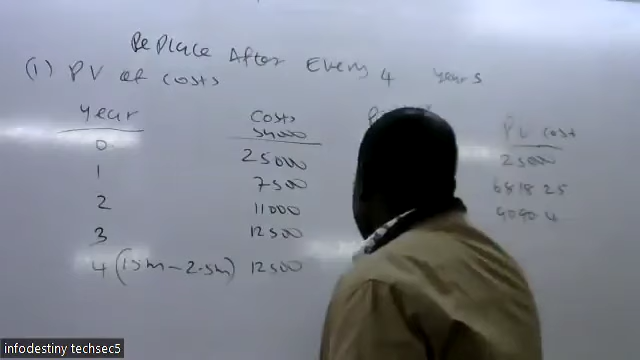 Replace After Every 4 years
(1) PV of costs
Year Costs PV cost
$'000
0 25000 25000
1 7500 6818.25
2 11000 9090.4
3 12500
4 (15m - 2.5m) 12500
infodestiny techsec5